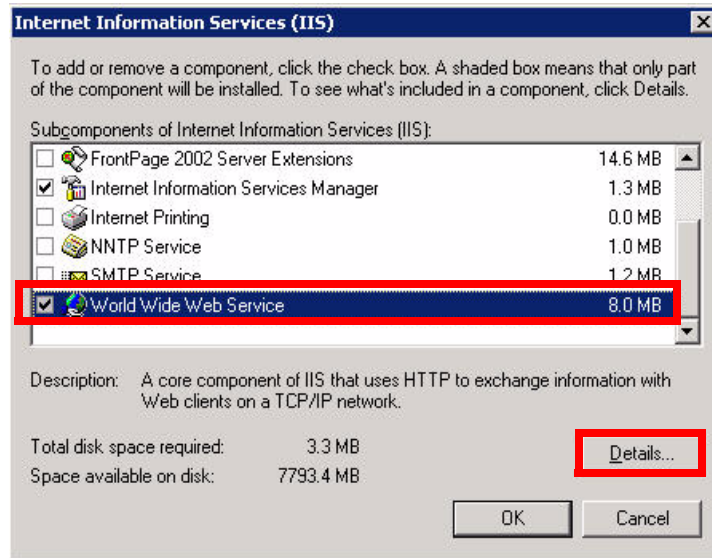 Internet Information Services (IIS)
To add or remove a component, click the check box. A shaded box means that only part
of the component will be installed. To see what's included in a component, click Details.
Subcomponents of Internet Information Services (IIS):
FrontPage 2002 Server Extensions 14.6 MB
Internet Information Services Manager 1.3 MB
Internet Printing 0.0 MB
NNTP Service 1.0 MB
SMTP Service 1.2 MB
World Wide Web Service 8.0 MB
Description: A core component of IIS that uses HTTP to exchange information with
Web clients on a TCP/IP network.
Total disk space required: 3.3 MB
Space available on disk: 7793.4 MB
Details...
OK Cancel